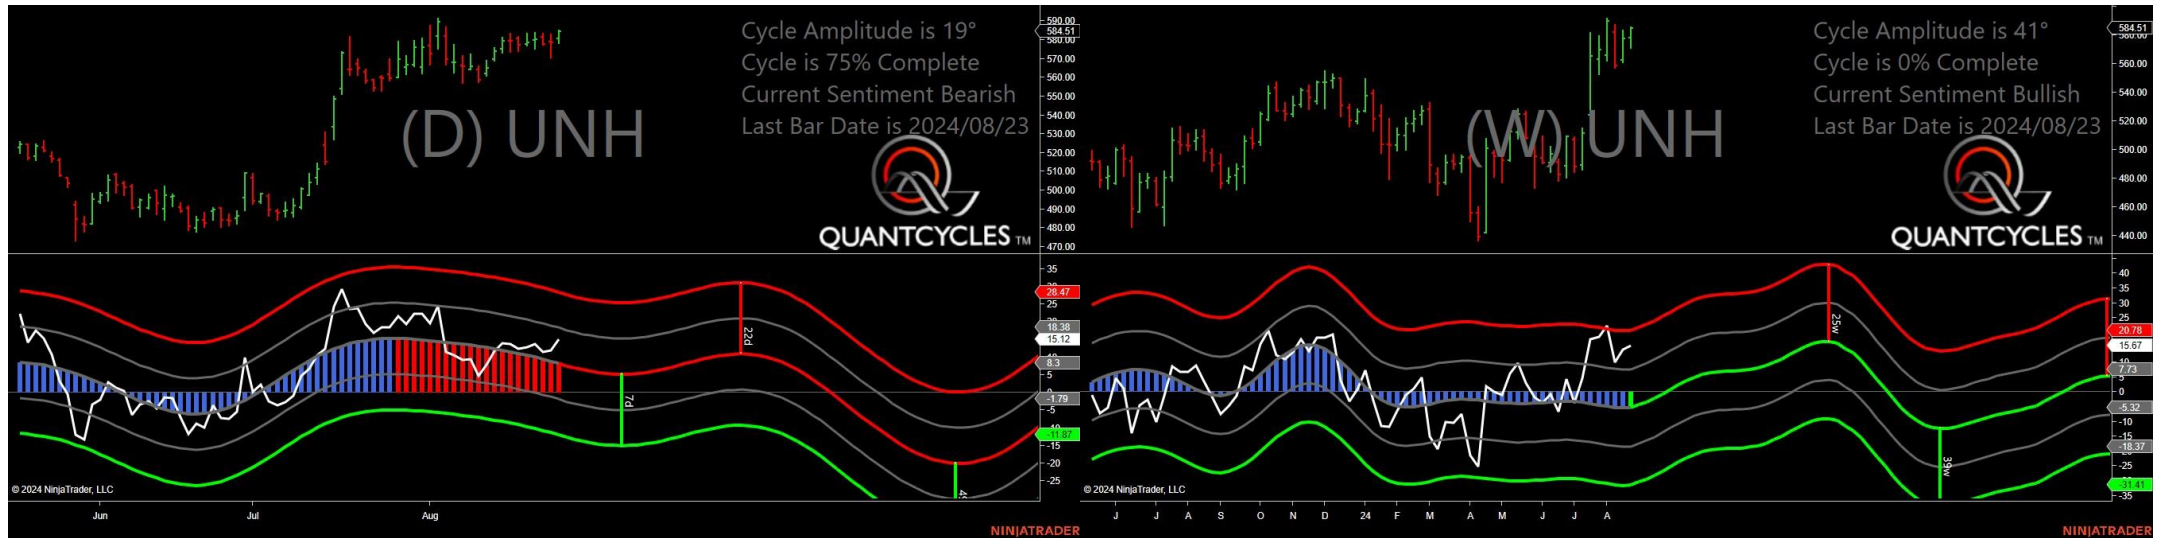 Cycle Amplitude is 19°
Cycle is 75% Complete
Current Sentiment Bearish
Last Bar Date is 2024/08/23
(D) UNH
QUANTCYCLES TM
590.00
584.51
580.00
570.00
560.00
550.00
540.00
530.00
520.00
510.00
500.00
490.00
480.00
470.00
35
28.47
25
18.38
15.12
8.3
5
0
-1.79
-5
-11.87
-15
-20
-25
22d
7d
© 2024 NinjaTrader, LLC
Jun Jul Aug
NINJATRADER
Cycle Amplitude is 41°
Cycle is 0% Complete
Current Sentiment Bullish
Last Bar Date is 2024/08/23
(W) UNH
QUANTCYCLES TM
584.51
580.00
560.00
540.00
520.00
500.00
480.00
460.00
440.00
40
35
30
25
20.78
15.67
10
7.73
5
0
-5.32
-10
-15
-18.37
-25
-31.41
-35
25w
39w
© 2024 NinjaTrader, LLC
J J A S O N D 24 F M A M J J A
NINJATRADER